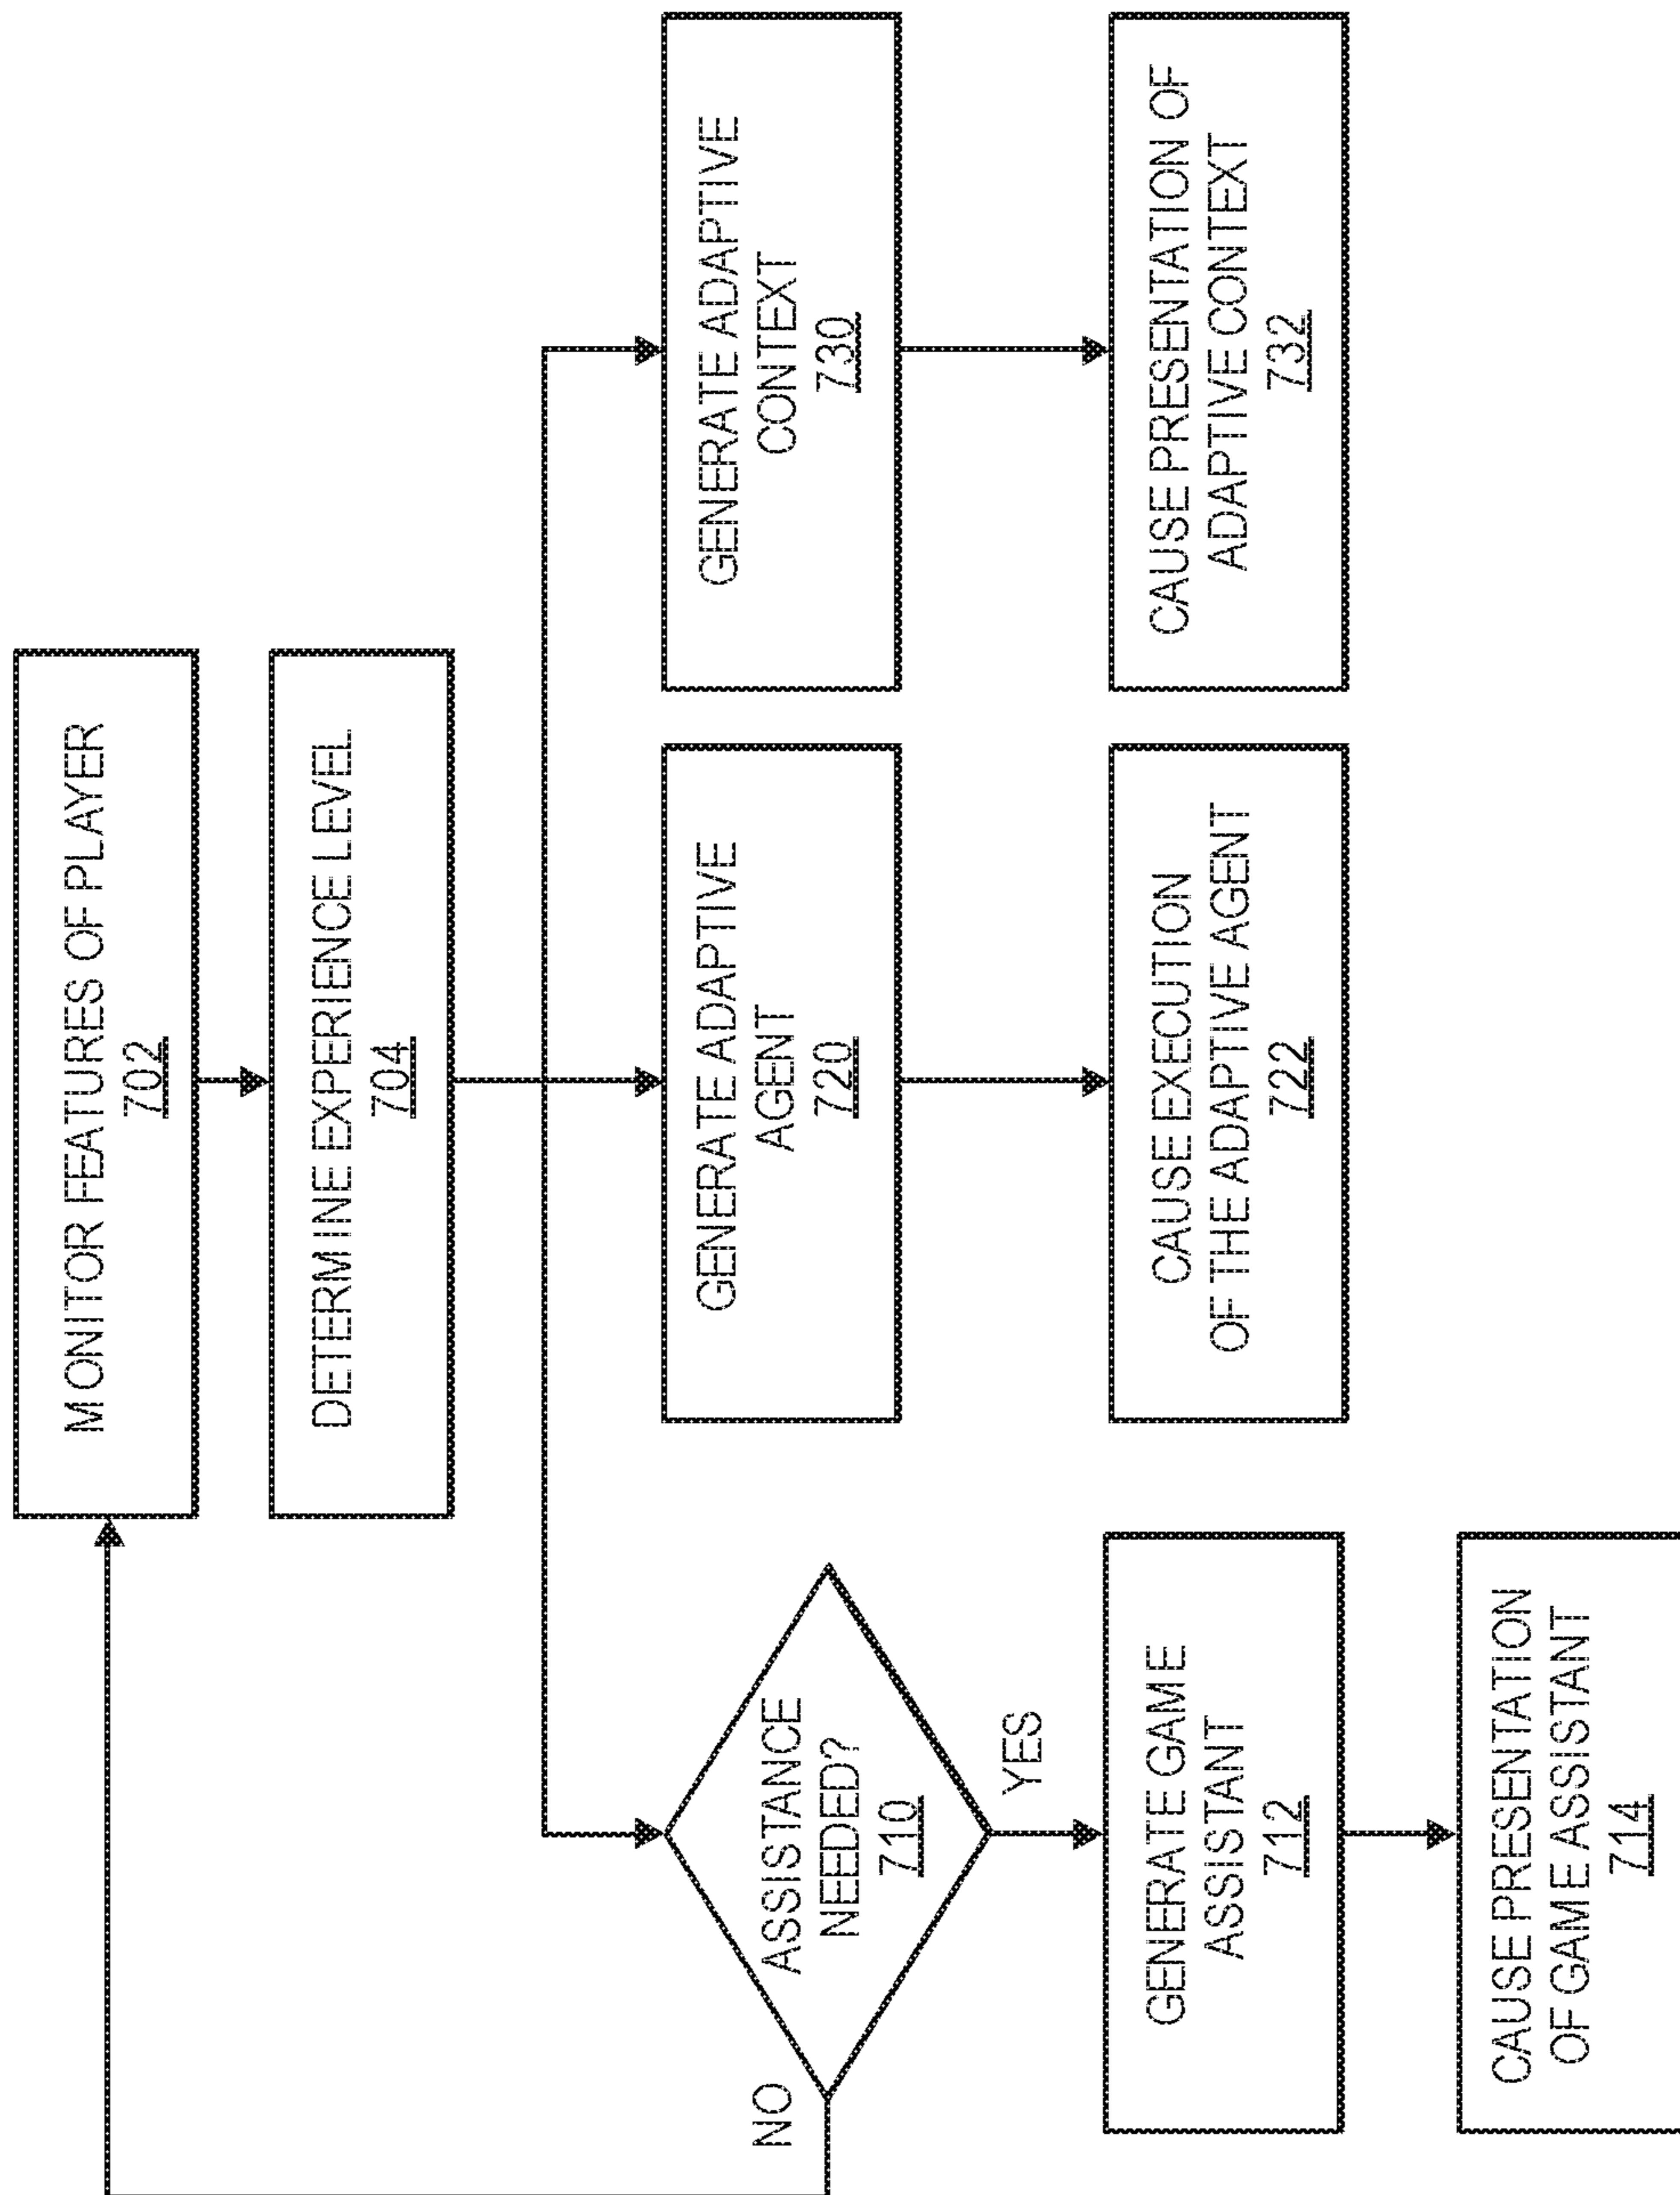 MONITOR FEATURES OF PLAYER
702
DETERMINE EXPERIENCE LEVEL
704
ASSISTANCE
NEEDED?
710
NO
YES
GENERATE GAME
ASSISTANT
712
CAUSE PRESENTATION
OF GAME ASSISTANT
714
GENERATE ADAPTIVE
AGENT
720
CAUSE EXECUTION
OF THE ADAPTIVE AGENT
722
GENERATE ADAPTIVE
CONTEXT
730
CAUSE PRESENTATION OF
ADAPTIVE CONTEXT
732